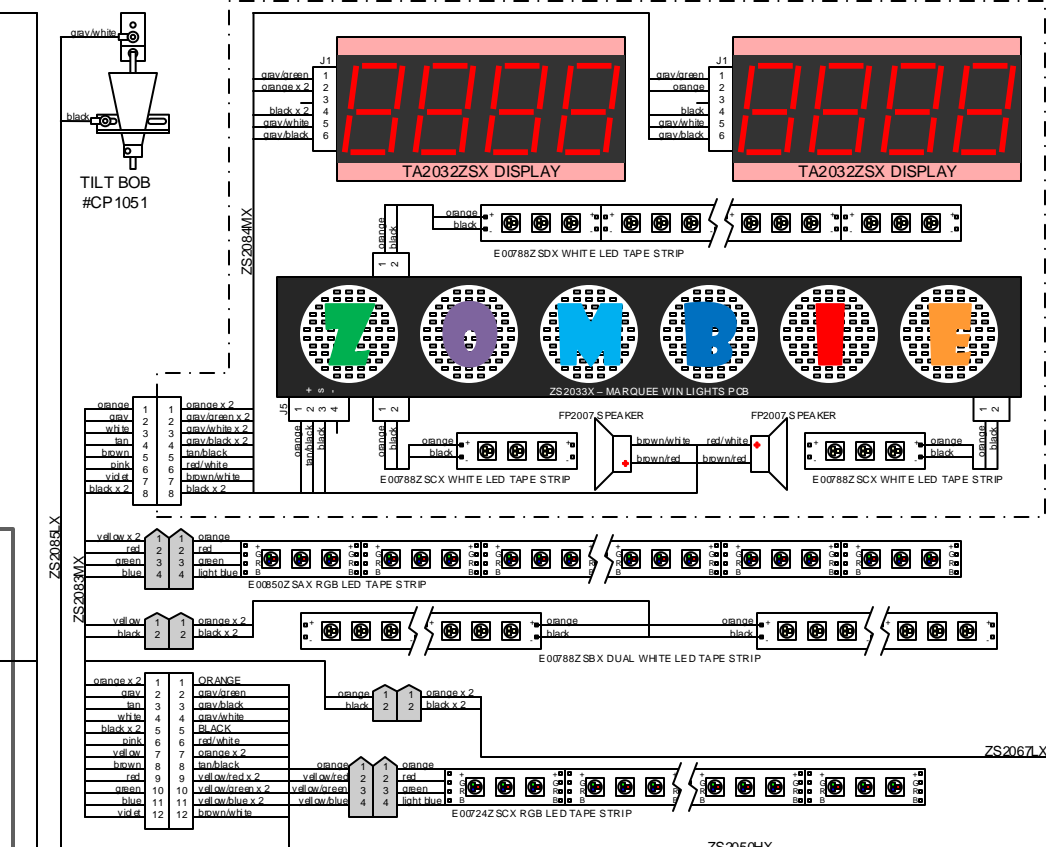 gray/white
black
TILT BOB
#CP1051
J1
gray/green 1
orange x 2 2
3
black x 2 4
gray/white 5
gray/black 6
TA2032ZSX DISPLAY
J1
gray/green 1
orange 2
3
black 4
gray/white 5
gray/black 6
TA2032ZSX DISPLAY
ZS2084MX
orange
black
1 2
orange
black
E00788ZSDX WHITE LED TAPE STRIP
ZOMBIE
ZS2033X – MARQUEE WIN LIGHTS PCB
+ S -
J5
1 2 3 4
orange
tan/black
black
1 2
orange
black
orange
black
E00788ZSCX WHITE LED TAPE STRIP
FP2007 SPEAKER
brown/white
brown/red
FP2007 SPEAKER
red/white
brown/red
1 2
orange
black
orange
black
E00788ZSCX WHITE LED TAPE STRIP
orange 1 1 orange x 2
gray 2 2 gray/green x 2
white 3 3 gray/white x 2
tan 4 4 gray/black x 2
brown 5 5 tan/black
pink 6 6 red/white
violet 7 7 brown/white
black x 2 8 8 black x 2
ZS2085LX
ZS2083MX
yellow x 2 1 1 orange
red 2 2 red
green 3 3 green
blue 4 4 light blue
+ G R B
E00850ZSAX RGB LED TAPE STRIP
yellow 1 1 orange x 2
black 2 2 black x 2
orange
black
orange
black
E00788ZSBX DUAL WHITE LED TAPE STRIP
orange 1 1 orange x 2
black 2 2 black x 2
ZS2067LX
orange x 2 1 1 ORANGE
gray 2 2 gray/green
tan 3 3 gray/black
white 4 4 gray/white
black x 2 5 5 BLACK
pink 6 6 red/white
yellow 7 7 orange x 2
brown 8 8 tan/black
red 9 9 yellow/red x 2
green 10 10 yellow/green x 2
blue 11 11 yellow/blue x 2
violet 12 12 brown/white
orange 1 1 orange
yellow/red 2 2 red
yellow/green 3 3 green
yellow/blue 4 4 light blue
+ G R B
E00724ZSCX RGB LED TAPE STRIP
ZS2059HX